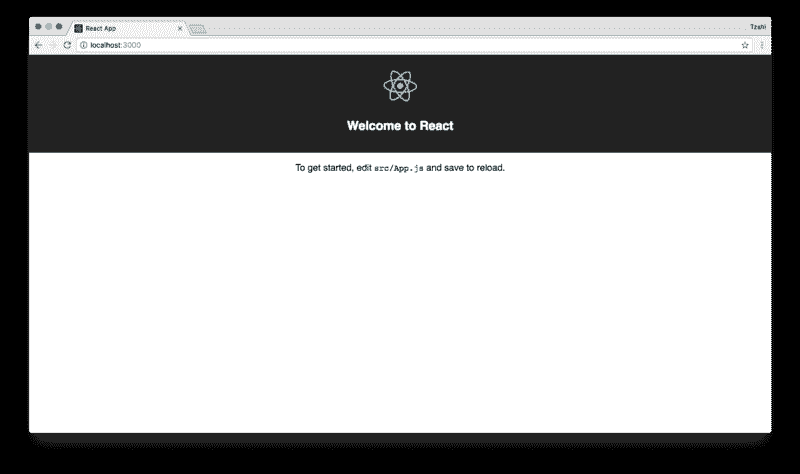 React App
Tzahi
localhost:3000
Welcome to React
To get started, edit src/App.js and save to reload.